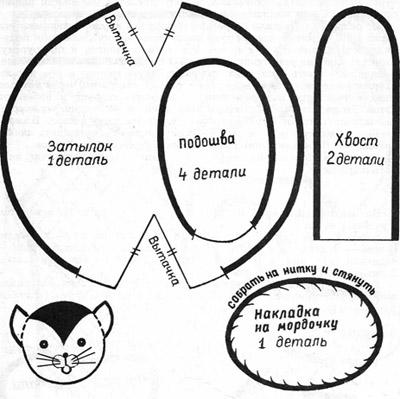 Вытачка
Затылок
1деталь
Подошва
4 детали
Хвост
2детали
Вытачка
собрать на нитку и стянуть
Накладка
на мордочку
1 деталь